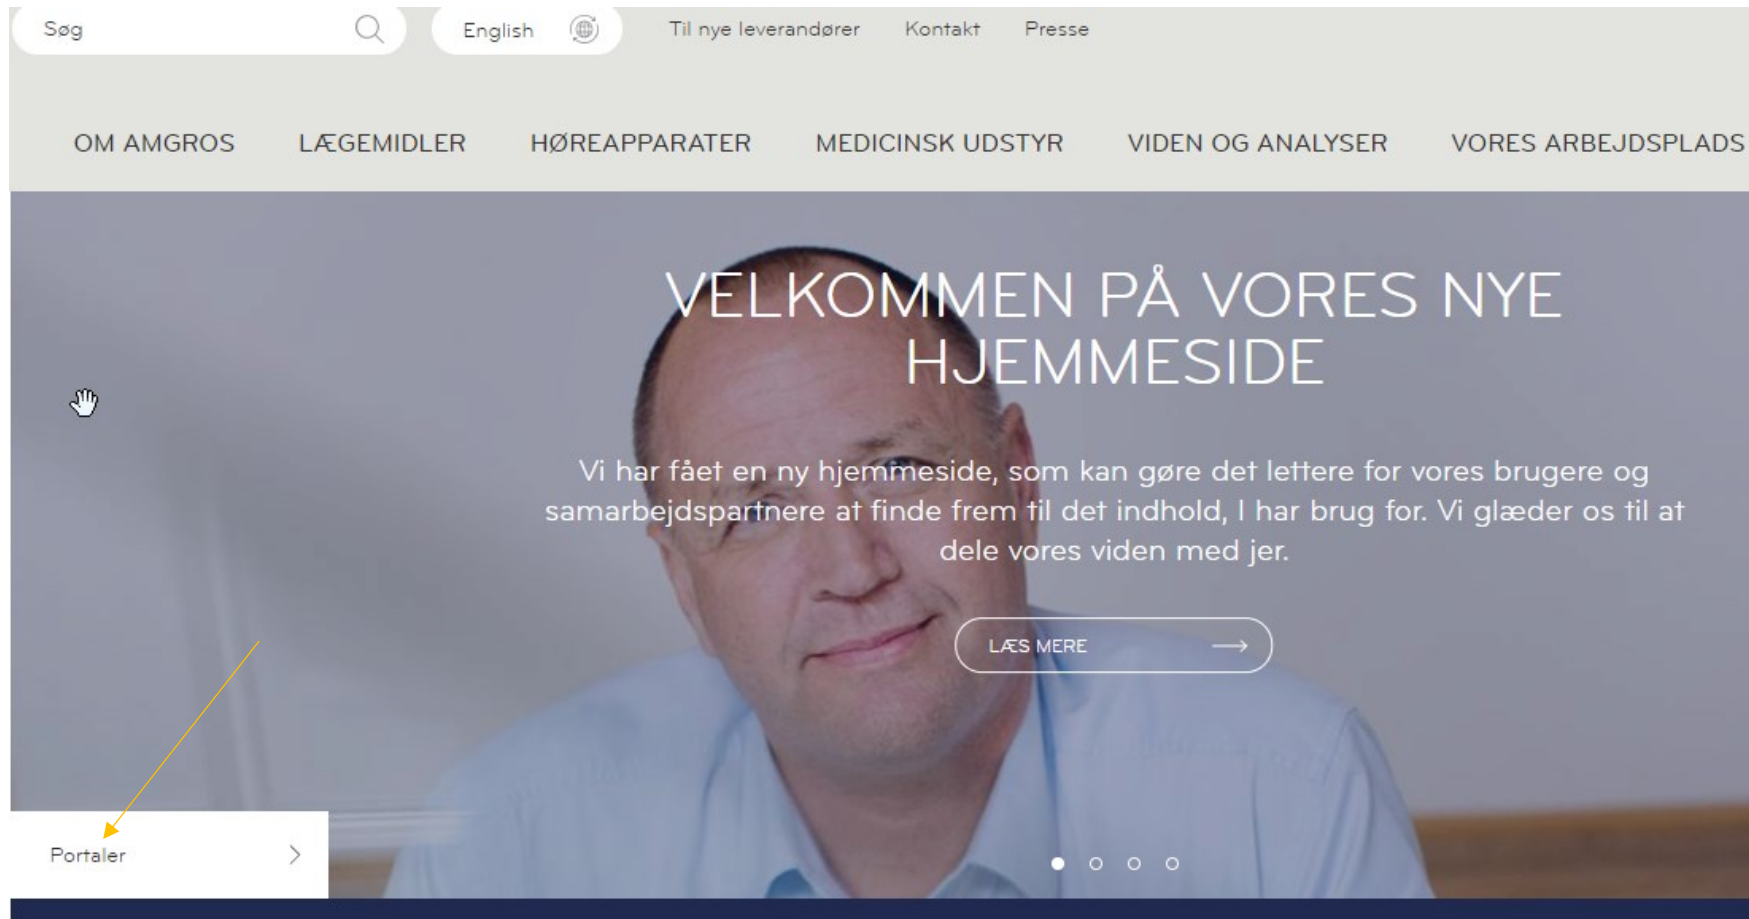 Søg
English
Til nye leverandører
Kontakt
Presse
OM AMGROS
LÆGEMIDLER
HØREAPPARATER
MEDICINSK UDSTYR
VIDEN OG ANALYSER
VORES ARBEJDSPLADS
VELKOMMEN PÅ VORES NYE
HJEMMESIDE
Vi har fået en ny hjemmeside, som kan gøre det lettere for vores brugere og
samarbejdspartnere at finde frem til det indhold, I har brug for. Vi glæder os til at
dele vores viden med jer.
LÆS MERE
Portaler